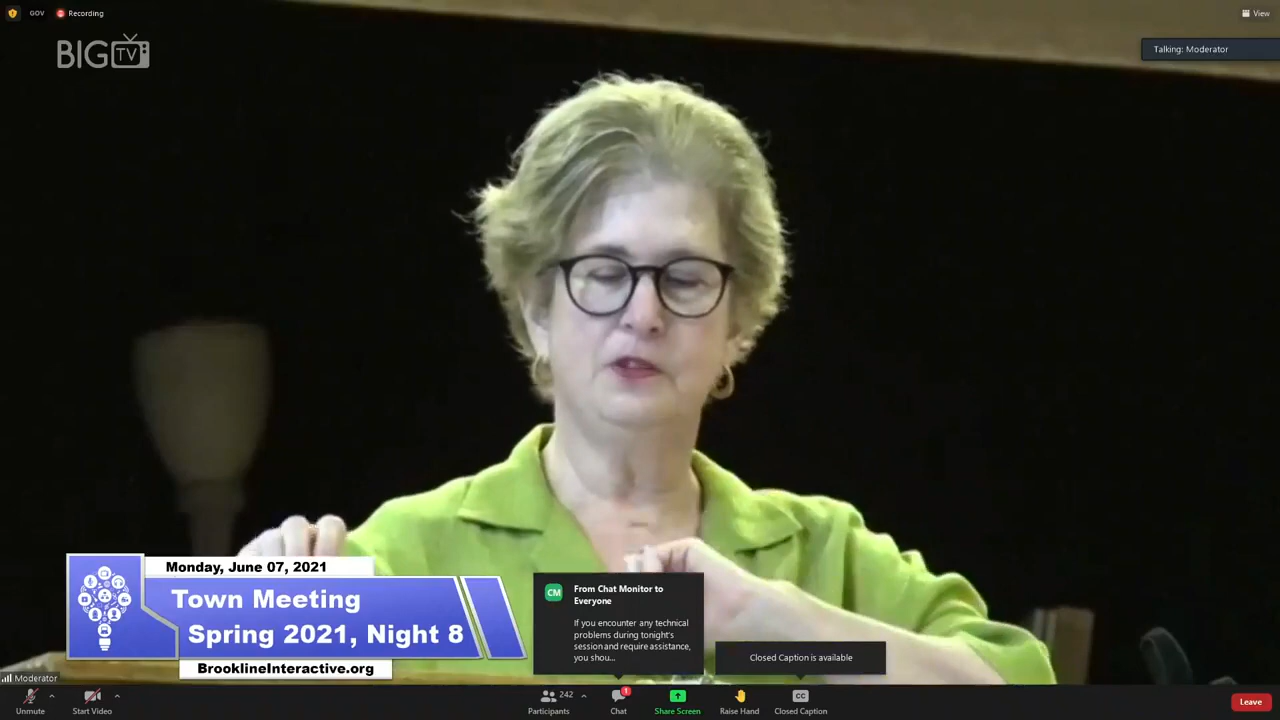 GOV
Recording
View
BIG TV
Talking: Moderator
From Chat Monitor to
Everyone
CM
If you encounter any technical
problems during tonight's
session and require assistance,
you shou...
Closed Caption is available
Monday, June 07, 2021
Town Meeting
Spring 2021, Night 8
BrooklineInteractive.org
Moderator
Unmute
Start Video
242
Participants
1
Chat
Share Screen
Raise Hand
CC
Closed Caption
Leave